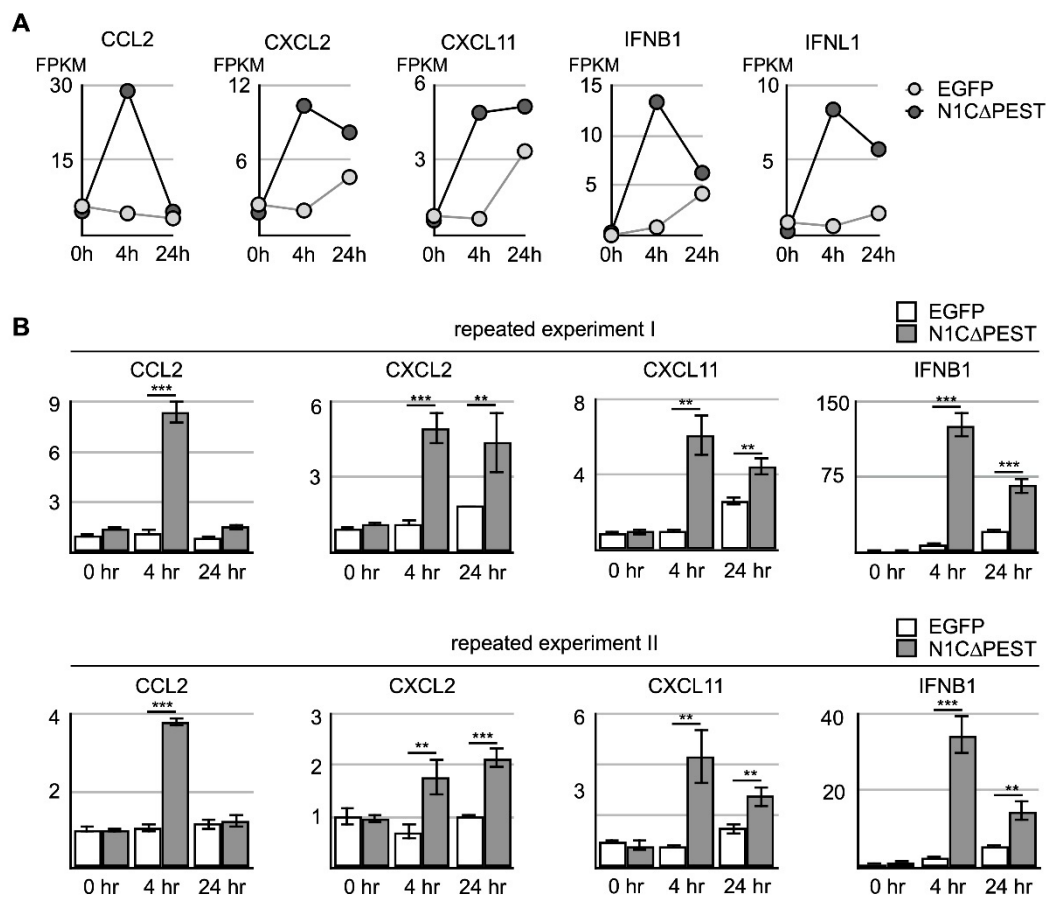 A
CCL2 CXCL2 CXCL11 IFNB1 IFNL1
FPKM FPKM FPKM FPKM FPKM
30 12 6 15 10
EGFP
N1CΔPEST
15 6 3 10 5
5
0h 4h 24h 0h 4h 24h 0h 4h 24h 0h 4h 24h 0h 4h 24h
B
EGFP
repeated experiment I
N1CΔPEST
CCL2 CXCL2 CXCL11 IFNB1
9 *** 6 *** ** 8 ** ** 150 *** ***
6 3 4 75
3
0 hr 4 hr 24 hr 0 hr 4 hr 24 hr 0 hr 4 hr 24 hr 0 hr 4 hr 24 hr
EGFP
repeated experiment II
N1CΔPEST
CCL2 CXCL2 CXCL11 IFNB1
4 *** 3 ** *** 6 ** ** 40 *** **
2 2 3 20
1
0 hr 4 hr 24 hr 0 hr 4 hr 24 hr 0 hr 4 hr 24 hr 0 hr 4 hr 24 hr